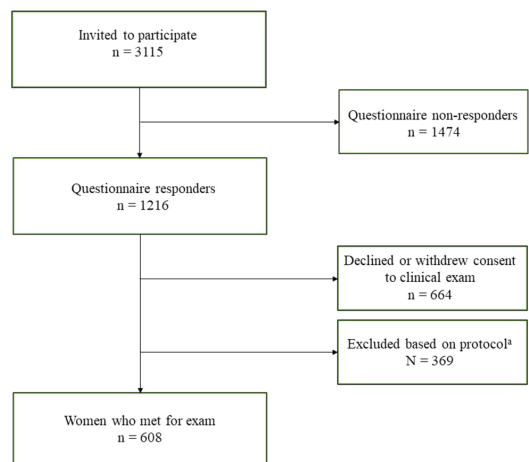 Invited to participate
n = 3115
Questionnaire non-responders
n = 1474
Questionnaire responders
n = 1216
Declined or withdrew consent
to clinical exam
n = 664
Excluded based on protocolᵃ
N = 369
Women who met for exam
n = 608